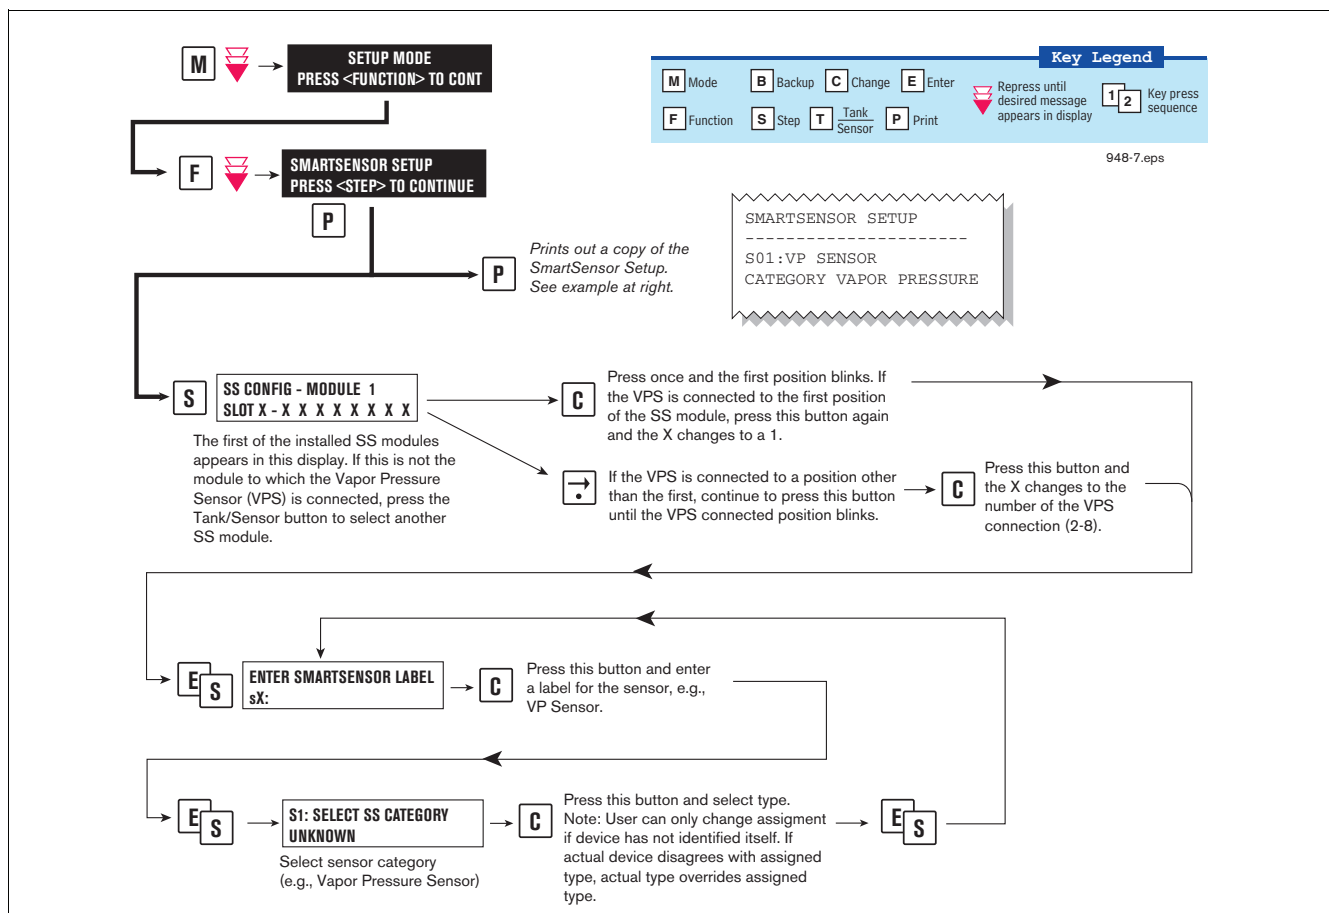 M
SETUP MODE
PRESS <FUNCTION> TO CONT
Key Legend
M Mode
B Backup
C Change
E Enter
Repress until
desired message
appears in display
1 2
Key press
sequence
F Function
S Step
T Tank
Sensor
P Print
948-7.eps
F
SMARTSENSOR SETUP
PRESS <STEP> TO CONTINUE
P
P
Prints out a copy of the
SmartSensor Setup.
See example at right.
SMARTSENSOR SETUP
----------------------
S01:VP SENSOR
CATEGORY VAPOR PRESSURE
S
SS CONFIG - MODULE 1
SLOT X - X X X X X X X X
The first of the installed SS modules
appears in this display. If this is not the
module to which the Vapor Pressure
Sensor (VPS) is connected, press the
Tank/Sensor button to select another
SS module.
C
Press once and the first position blinks. If
the VPS is connected to the first position
of the SS module, press this button again
and the X changes to a 1.
If the VPS is connected to a position other
than the first, continue to press this button
until the VPS connected position blinks.
C
Press this button and
the X changes to the
number of the VPS
connection (2-8).
E S
ENTER SMARTSENSOR LABEL
sX:
C
Press this button and enter
a label for the sensor, e.g.,
VP Sensor.
E S
S1: SELECT SS CATEGORY
UNKNOWN
Select sensor category
(e.g., Vapor Pressure Sensor)
C
Press this button and select type.
Note: User can only change assigment
if device has not identified itself. If
actual device disagrees with assigned
type, actual type overrides assigned
type.
E S